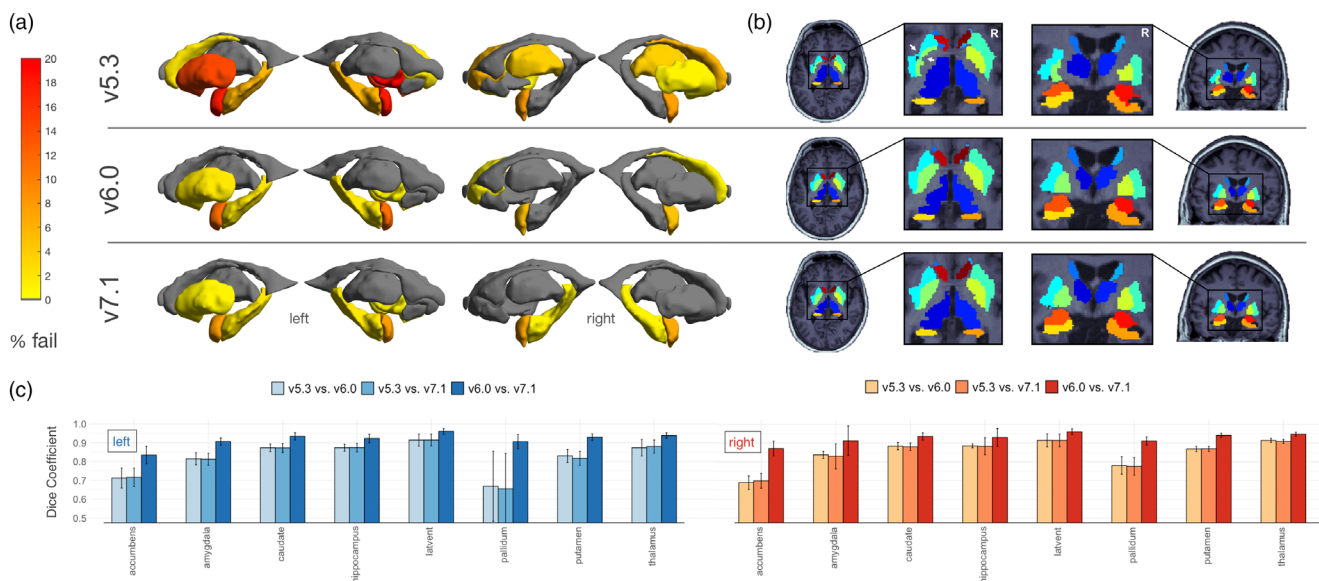 (a)
(b)
20
18
16
14
12
10
8
6
4
2
0
% fail
v5.3
v6.0
v7.1
left
right
R
R
(c)
v5.3 vs. v6.0 v5.3 vs. v7.1 v6.0 vs. v7.1
v5.3 vs. v6.0 v5.3 vs. v7.1 v6.0 vs. v7.1
Dice Coefficient
1.0
0.9
0.8
0.7
0.6
0.5
left
right
accumbens
amygdala
caudate
latvent
pallidum
putamen
thalamus
accumbens
amygdala
caudate
hippocampus
latvent
pallidum
putamen
thalamus